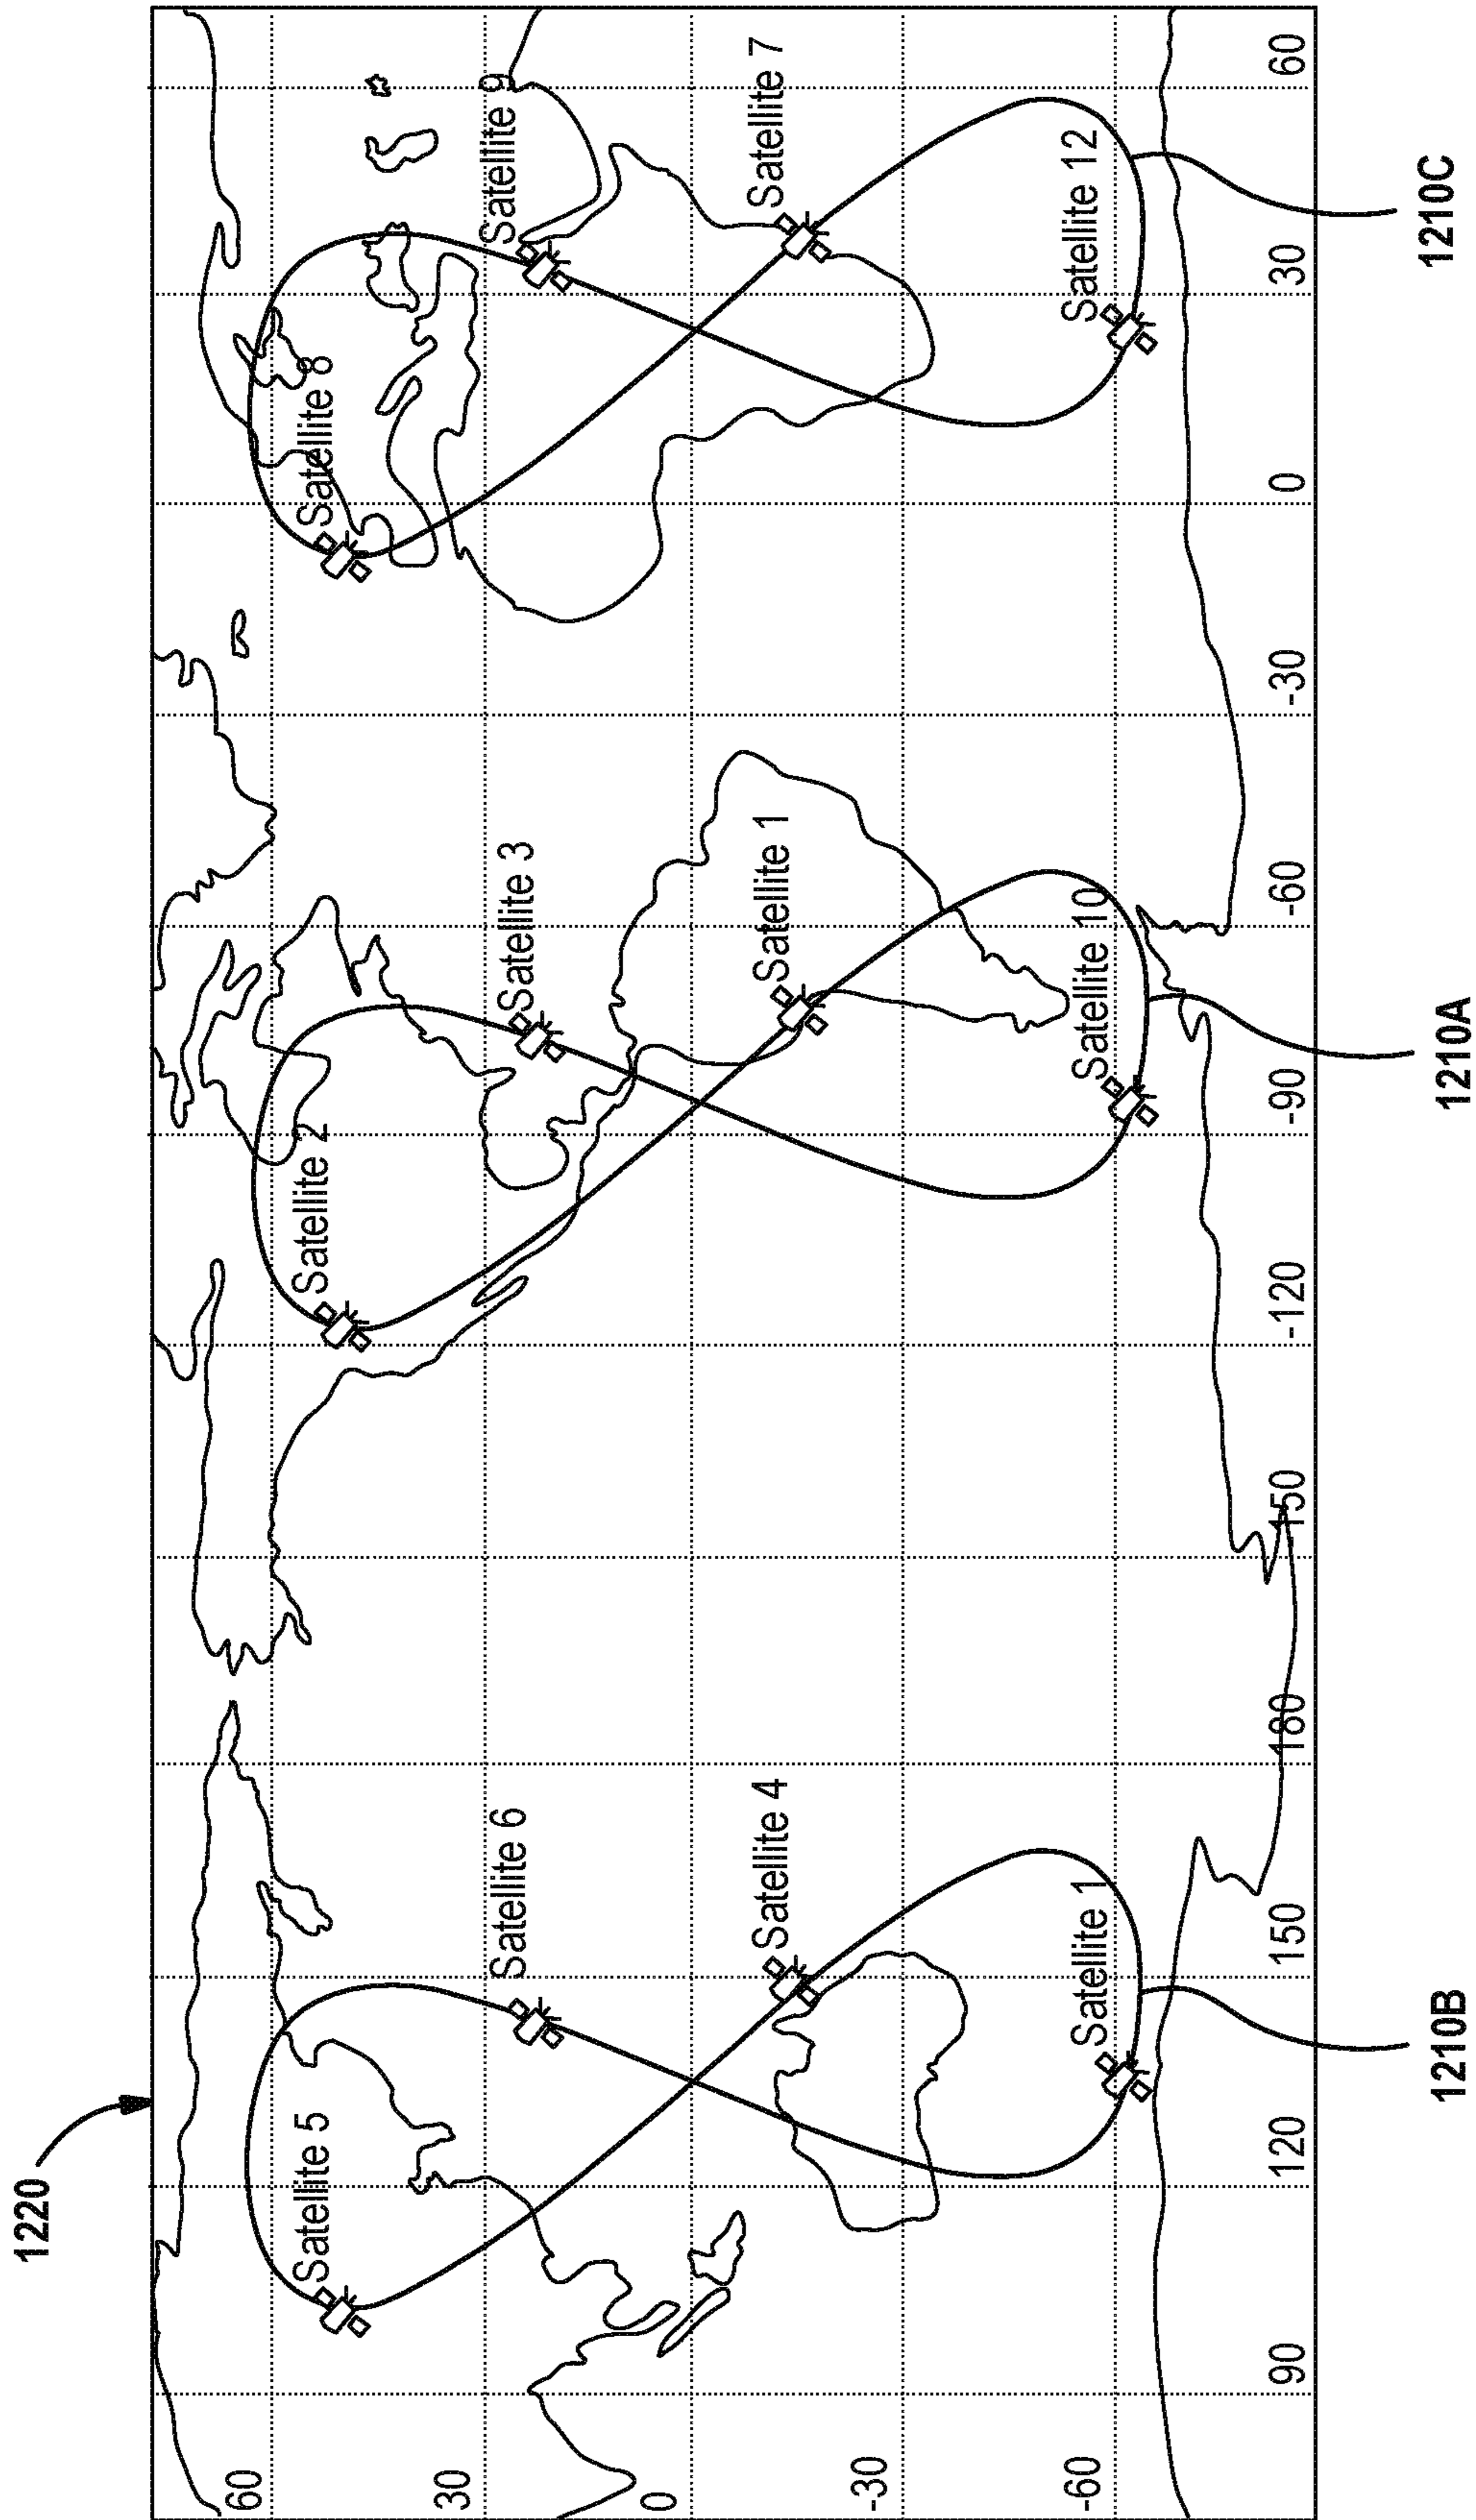 1220
60
Satellite 5
Satellite 2
Satellite 8
30
Satellite 6
Satellite 3
Satellite 9
0
Satellite 4
Satellite 1
Satellite 7
-30
-60
Satellite 1
Satellite 10
Satellite 12
90 120 150 180 150 -120 -90 -60 -30 0 30 60
1210B
1210A
1210C